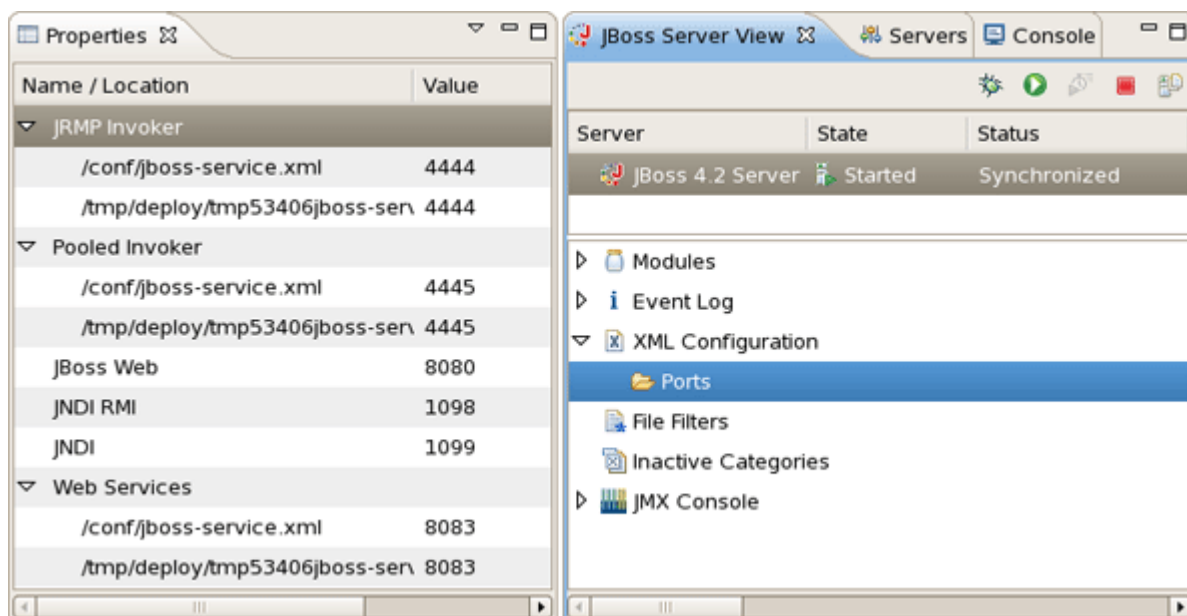 Properties
Name / Location Value
JRMP Invoker
/conf/jboss-service.xml 4444
/tmp/deploy/tmp53406jboss-ser 4444
Pooled Invoker
/conf/jboss-service.xml 4445
/tmp/deploy/tmp53406jboss-ser 4445
JBoss Web 8080
JNDI RMI 1098
JNDI 1099
Web Services
/conf/jboss-service.xml 8083
/tmp/deploy/tmp53406jboss-ser 8083
JBoss Server View Servers Console
Server State Status
JBoss 4.2 Server Started Synchronized
Modules
Event Log
XML Configuration
Ports
File Filters
Inactive Categories
JMX Console